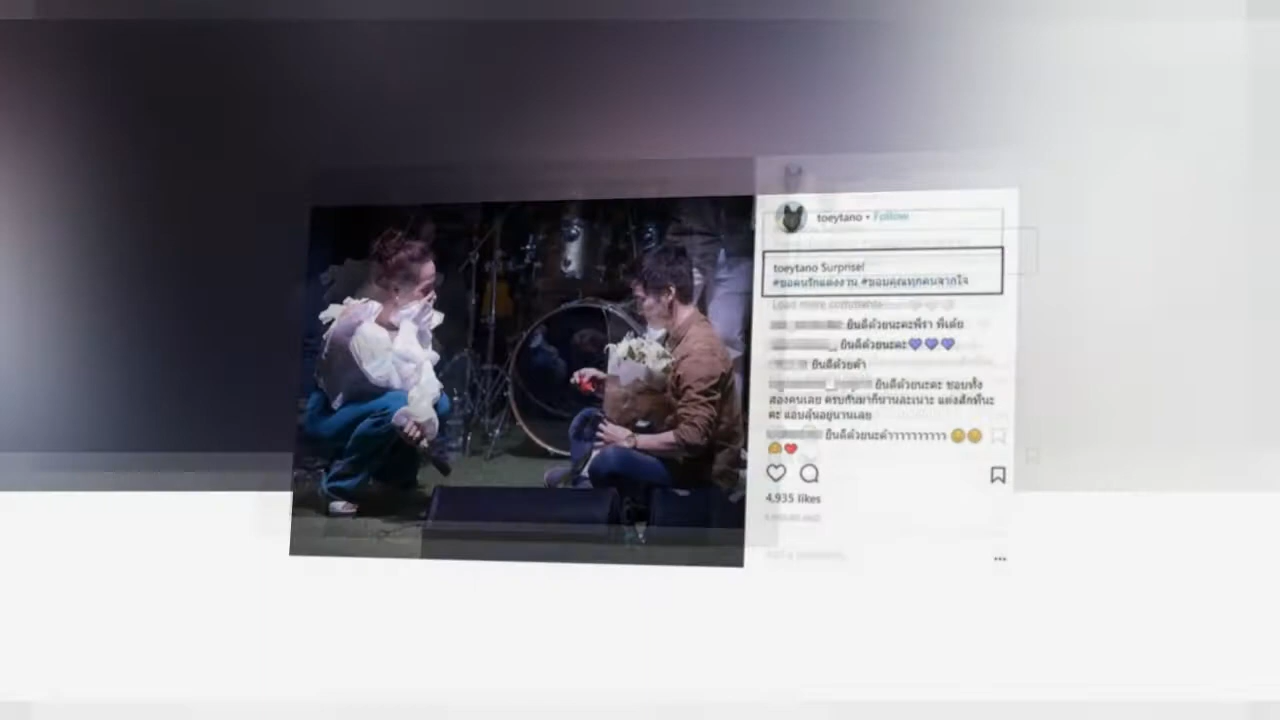 toeytano • Follow
toeytano Surprise!
#ขอคนรักแต่งงาน #ขอบคุณทุกคนจากใจ
Load more comments
ยินดีด้วยนะคะพี่รา พี่เต้ย
ยินดีด้วยนะคะ💜💜💜
ยินดีด้วยค้า
ยินดีด้วยนะคะ ชอบทั้ง
สองคนเลย คบกันมาก็นานละเนาะ แต่งสักทีนะ
คะ แอบลุ้นอยู่นานเลย
ยินดีด้วยนะค้าาาาาาาาาา
4,935 likes